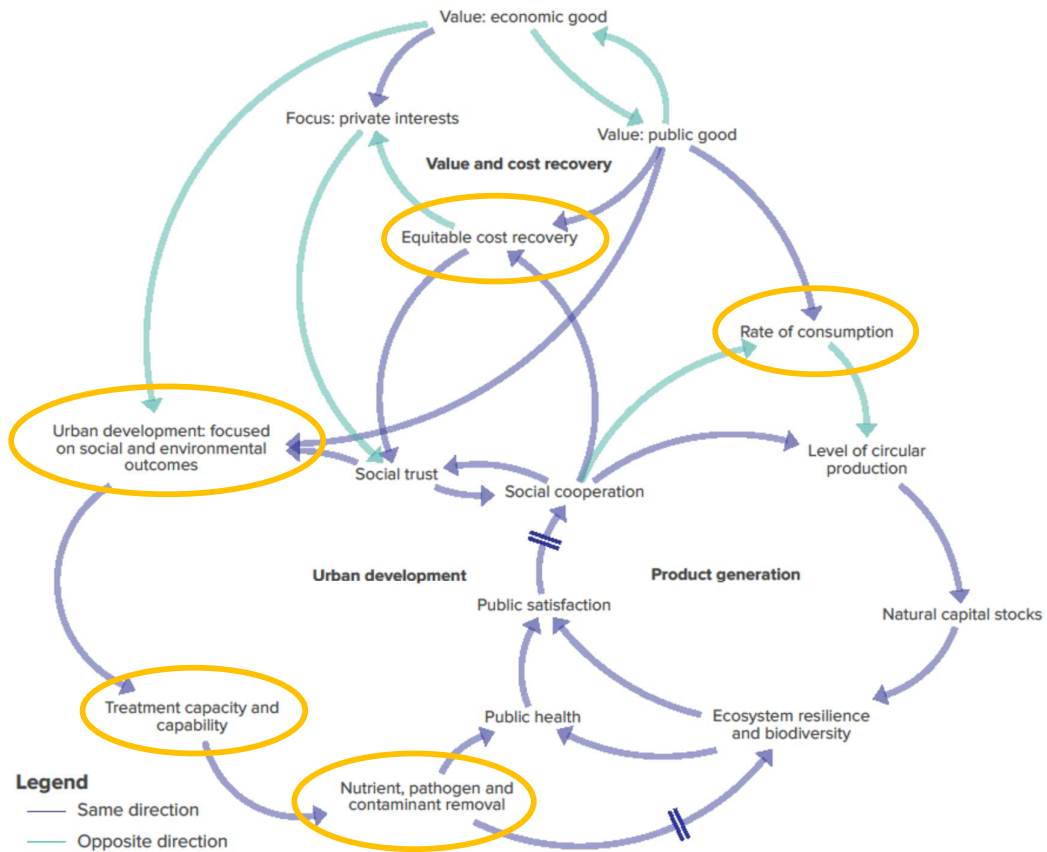 Value: economic good
Focus: private interests
Value: public good
Value and cost recovery
Equitable cost recovery
Rate of consumption
Urban development: focused
on social and environmental
outcomes
Social trust
Social cooperation
Level of circular
production
Urban development
Product generation
Public satisfaction
Natural capital stocks
Treatment capacity and
capability
Public health
Ecosystem resilience
and biodiversity
Nutrient, pathogen and
contaminant removal
Legend
Same direction
Opposite direction